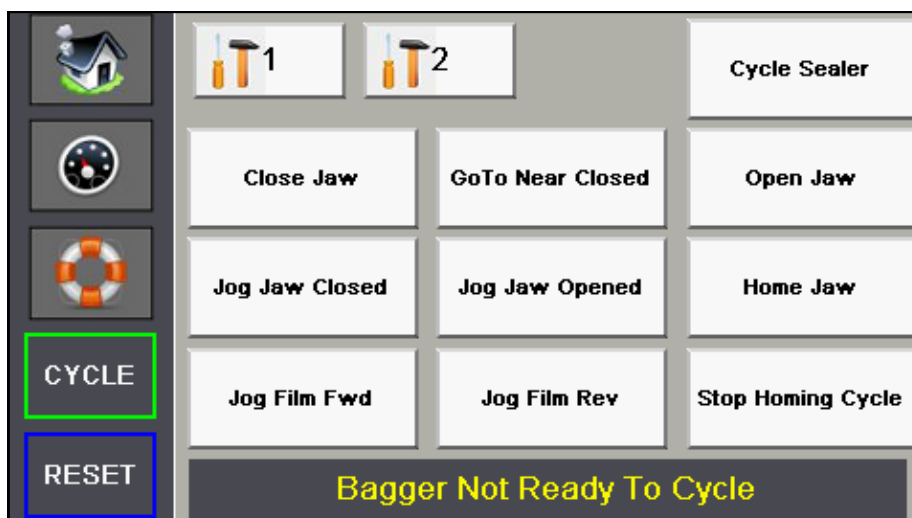 1
2
Cycle Sealer
Close Jaw
GoTo Near Closed
Open Jaw
Jog Jaw Closed
Jog Jaw Opened
Home Jaw
CYCLE
Jog Film Fwd
Jog Film Rev
Stop Homing Cycle
RESET
Bagger Not Ready To Cycle